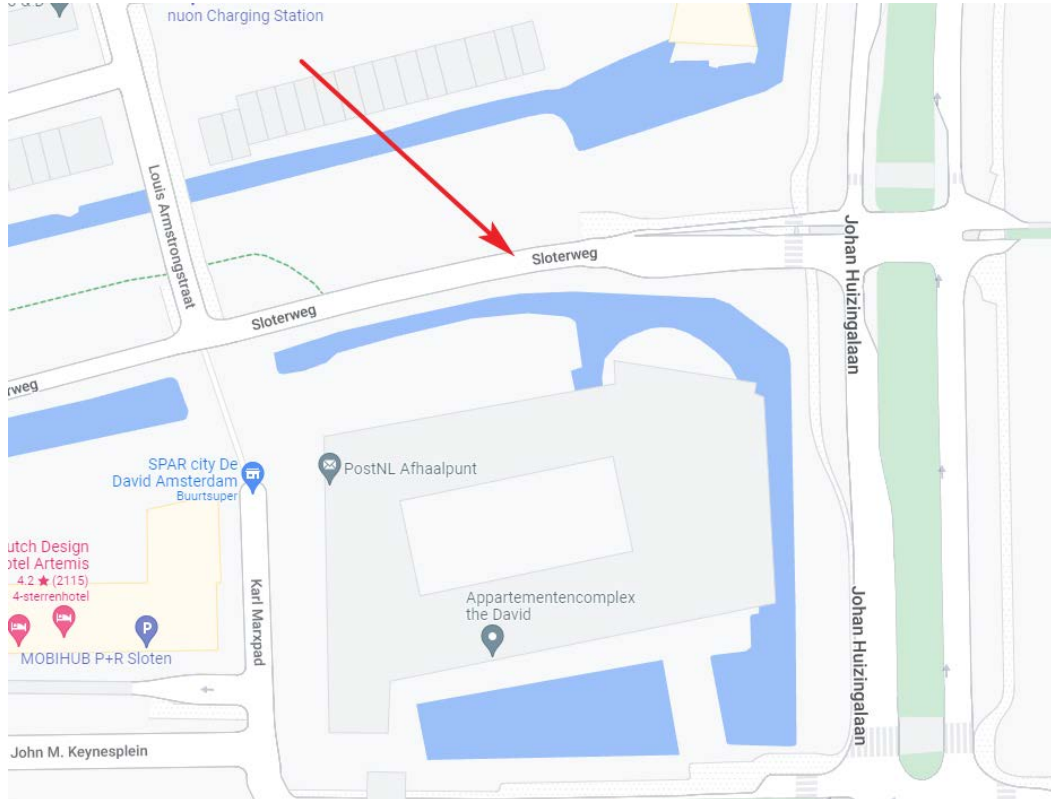 nuon Charging Station
Louis Armstrongstraat
Sloterweg
Sloterweg
Johan Huizingalaan
rweg
SPAR city De
David Amsterdam
Buurtsuper
PostNL Afhaalpunt
utch Design
otel Artemis
4.2 ★ (2115)
4-sterrenhotel
P
MOBIHUB P+R Sloten
Karl Marxpad
Appartementencomplex
the David
Johan Huizingalaan
John M. Keynesplein